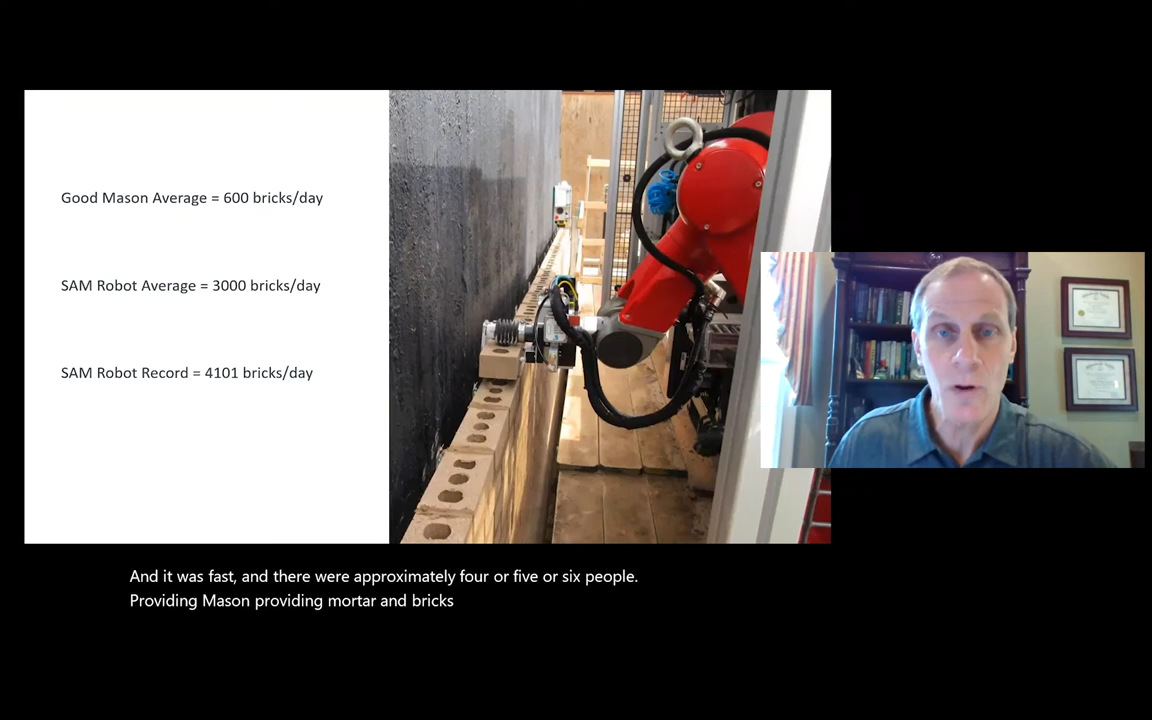 Good Mason Average = 600 bricks/day
SAM Robot Average = 3000 bricks/day
SAM Robot Record = 4101 bricks/day
And it was fast, and there were approximately four or five or six people.
Providing Mason providing mortar and bricks